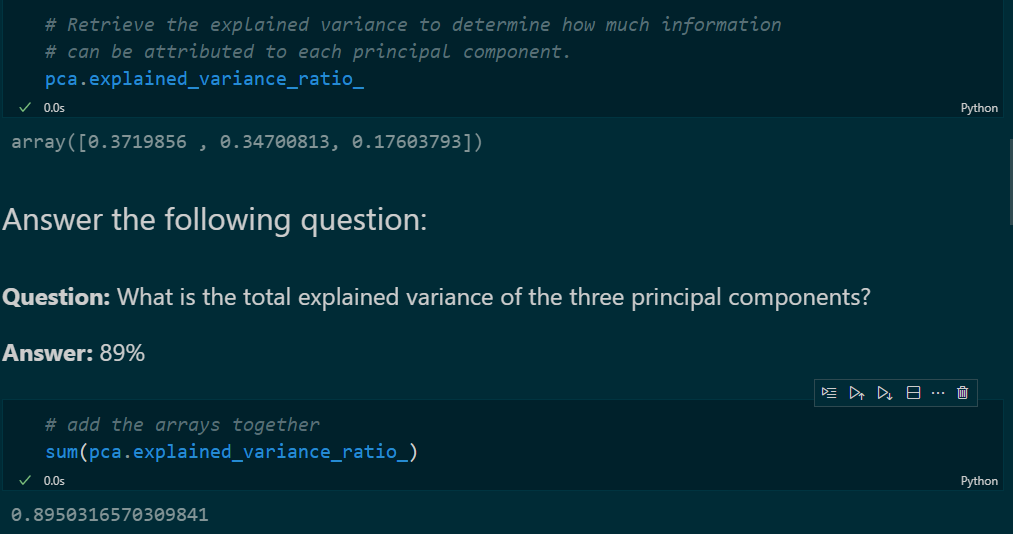 # Retrieve the explained variance to determine how much information
# can be attributed to each principal component.
pca.explained_variance_ratio_
0.0s
Python
array([0.3719856 , 0.34700813, 0.17603793])
Answer the following question:
Question: What is the total explained variance of the three principal components?
Answer: 89%
# add the arrays together
sum(pca.explained_variance_ratio_)
0.0s
Python
0.8950316570309841